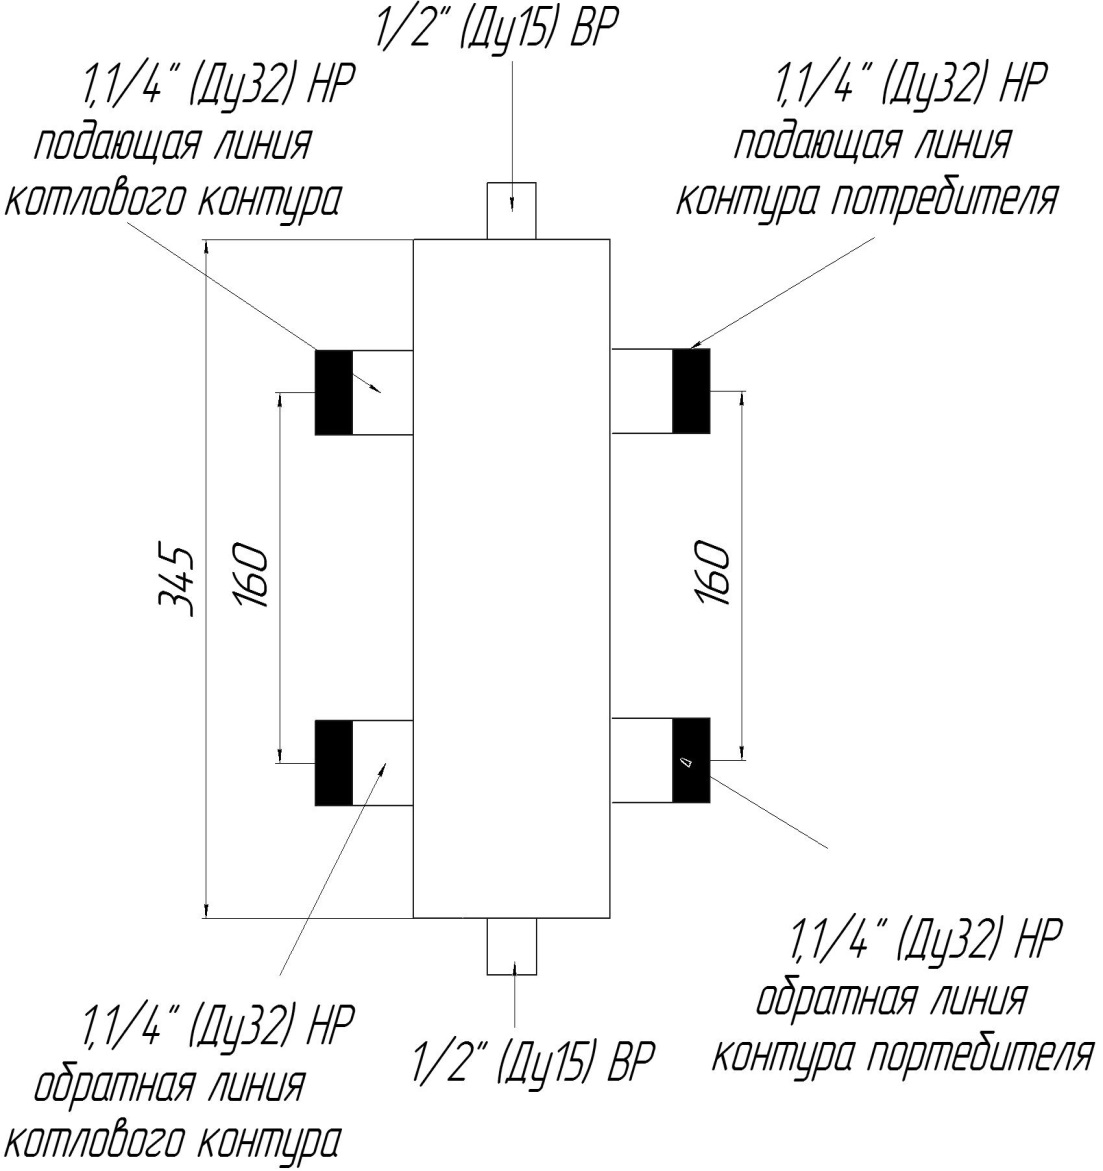 1/2" (Ду15) ВР
1,1/4" (Ду32) НР
подающая линия
котлового контура
1,1/4" (Ду32) НР
подающая линия
контура потребителя
345
160
160
1,1/4" (Ду32) НР
обратная линия
котлового контура
1/2" (Ду15) ВР
1,1/4" (Ду32) НР
обратная линия
контура портебителя